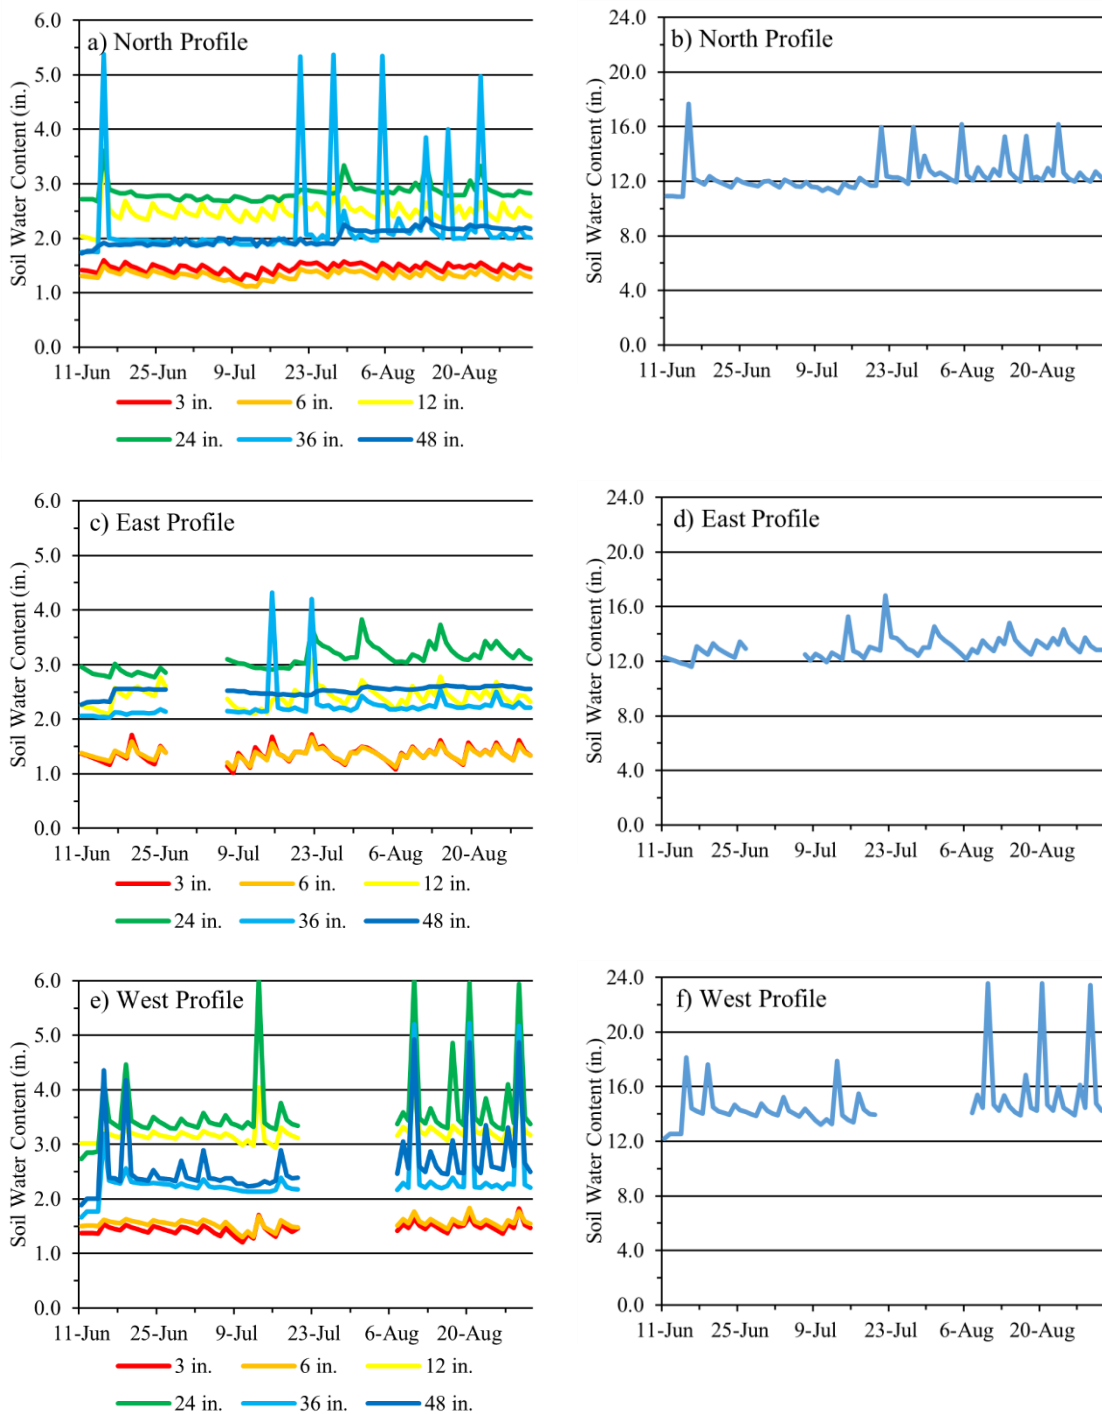 a) North Profile
Soil Water Content (in.)
6.0
5.0
4.0
3.0
2.0
1.0
0.0
11-Jun 25-Jun 9-Jul 23-Jul 6-Aug 20-Aug
3 in. 6 in. 12 in.
24 in. 36 in. 48 in.
b) North Profile
Soil Water Content (in.)
24.0
20.0
16.0
12.0
8.0
4.0
0.0
11-Jun 25-Jun 9-Jul 23-Jul 6-Aug 20-Aug
c) East Profile
Soil Water Content (in.)
6.0
5.0
4.0
3.0
2.0
1.0
0.0
11-Jun 25-Jun 9-Jul 23-Jul 6-Aug 20-Aug
3 in. 6 in. 12 in.
24 in. 36 in. 48 in.
d) East Profile
Soil Water Content (in.)
24.0
20.0
16.0
12.0
8.0
4.0
0.0
11-Jun 25-Jun 9-Jul 23-Jul 6-Aug 20-Aug
e) West Profile
Soil Water Content (in.)
6.0
5.0
4.0
3.0
2.0
1.0
0.0
11-Jun 25-Jun 9-Jul 23-Jul 6-Aug 20-Aug
3 in. 6 in. 12 in.
24 in. 36 in. 48 in.
f) West Profile
Soil Water Content (in.)
24.0
20.0
16.0
12.0
8.0
4.0
0.0
11-Jun 25-Jun 9-Jul 23-Jul 6-Aug 20-Aug